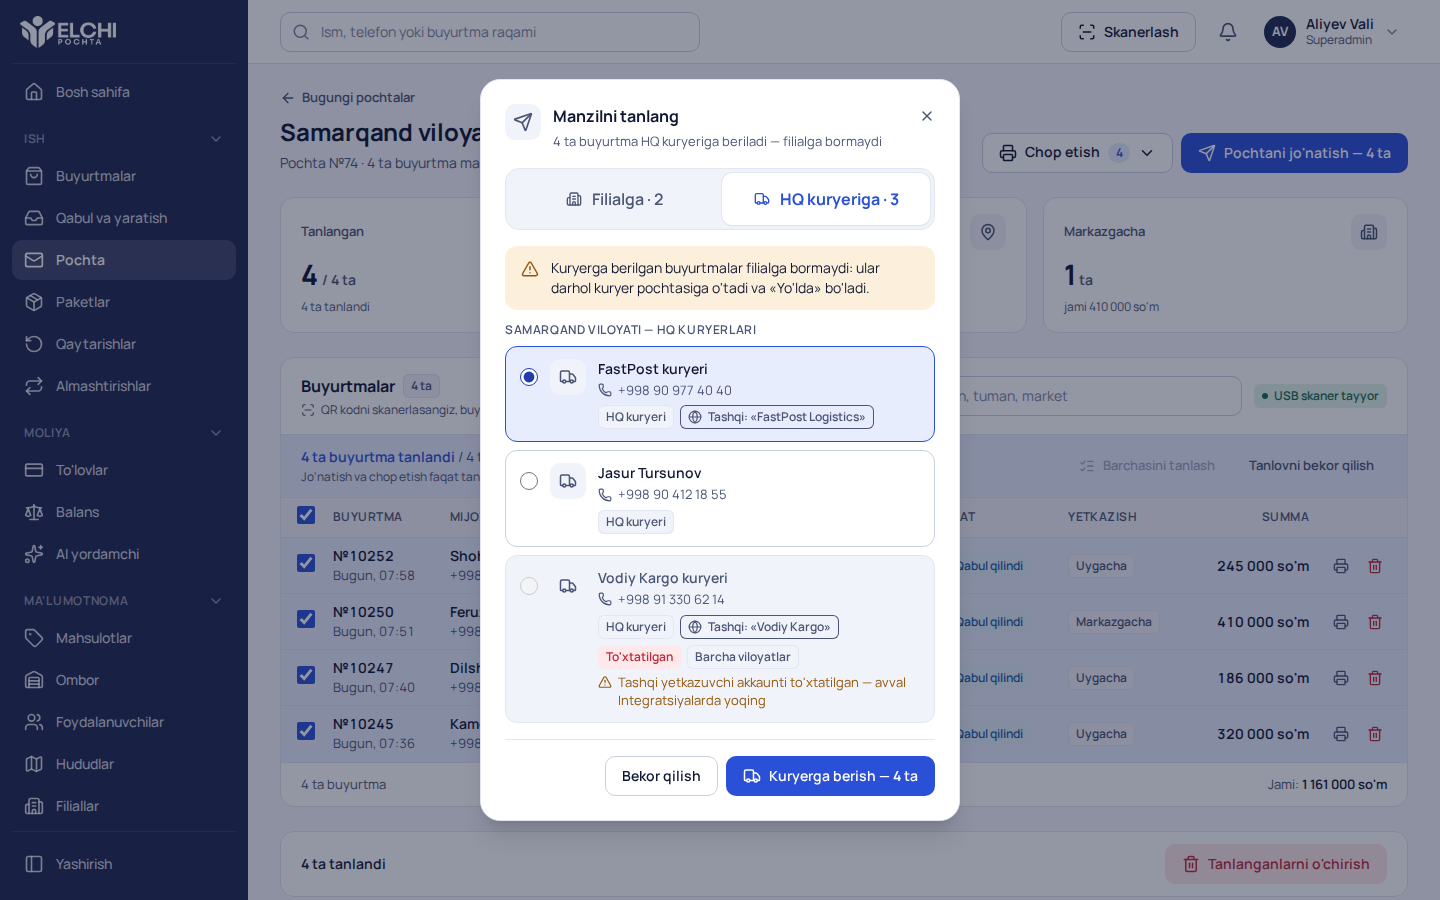 ELCHI
POCHTA
Bosh sahifa
ISH
Buyurtmalar
Qabul va yaratish
Pochta
Paketlar
Qaytarishlar
Almashtirishlar
MOLIYA
To'lovlar
Balans
AI yordamchi
MA'LUMOTNOMA
Mahsulotlar
Ombor
Foydalanuvchilar
Hududlar
Filiallar
Yashirish
Ism, telefon yoki buyurtma raqami
Skanerlash
AV
Aliyev Vali
Superadmin
Bugungi pochtalar
Samarqand viloya
Pochta №74 · 4 ta buyurtma ma
Chop etish 4
Pochtani jo'natish — 4 ta
Tanlangan
4 / 4 ta
4 ta tanlandi
Markazgacha
1 ta
jami 410 000 so'm
Buyurtmalar 4 ta
QR kodni skanerlasangiz, buy
, tuman, market
USB skaner tayyor
4 ta buyurtma tanlandi / 4 t
Jo'natish va chop etish faqat tan
Barchasini tanlash
Tanlovni bekor qilish
BUYURTMA MIJO AT YETKAZISH SUMMA
№10252 Shoh Qabul qilindi Uygacha 245 000 so'm
Bugun, 07:58 +998
№10250 Feru Qabul qilindi Markazgacha 410 000 so'm
Bugun, 07:51 +998
№10247 Dilsh Qabul qilindi Uygacha 186 000 so'm
Bugun, 07:40 +998
№10245 Kam Qabul qilindi Uygacha 320 000 so'm
Bugun, 07:36 +998
4 ta buyurtma
Jami: 1 161 000 so'm
4 ta tanlandi
Tanlanganlarni o'chirish
Manzilni tanlang
4 ta buyurtma HQ kuryeriga beriladi — filialga bormaydi
Filialga · 2
HQ kuryeriga · 3
Kuryerga berilgan buyurtmalar filialga bormaydi: ular
darhol kuryer pochtasiga o'tadi va «Yo'lda» bo'ladi.
SAMARQAND VILOYATI — HQ KURYERLARI
FastPost kuryeri
+998 90 977 40 40
HQ kuryeri
Tashqi: «FastPost Logistics»
Jasur Tursunov
+998 90 412 18 55
HQ kuryeri
Vodiy Kargo kuryeri
+998 91 330 62 14
HQ kuryeri
Tashqi: «Vodiy Kargo»
To'xtatilgan
Barcha viloyatlar
Tashqi yetkazuvchi akkaunti to'xtatilgan — avval
Integratsiyalarda yoqing
Bekor qilish
Kuryerga berish — 4 ta